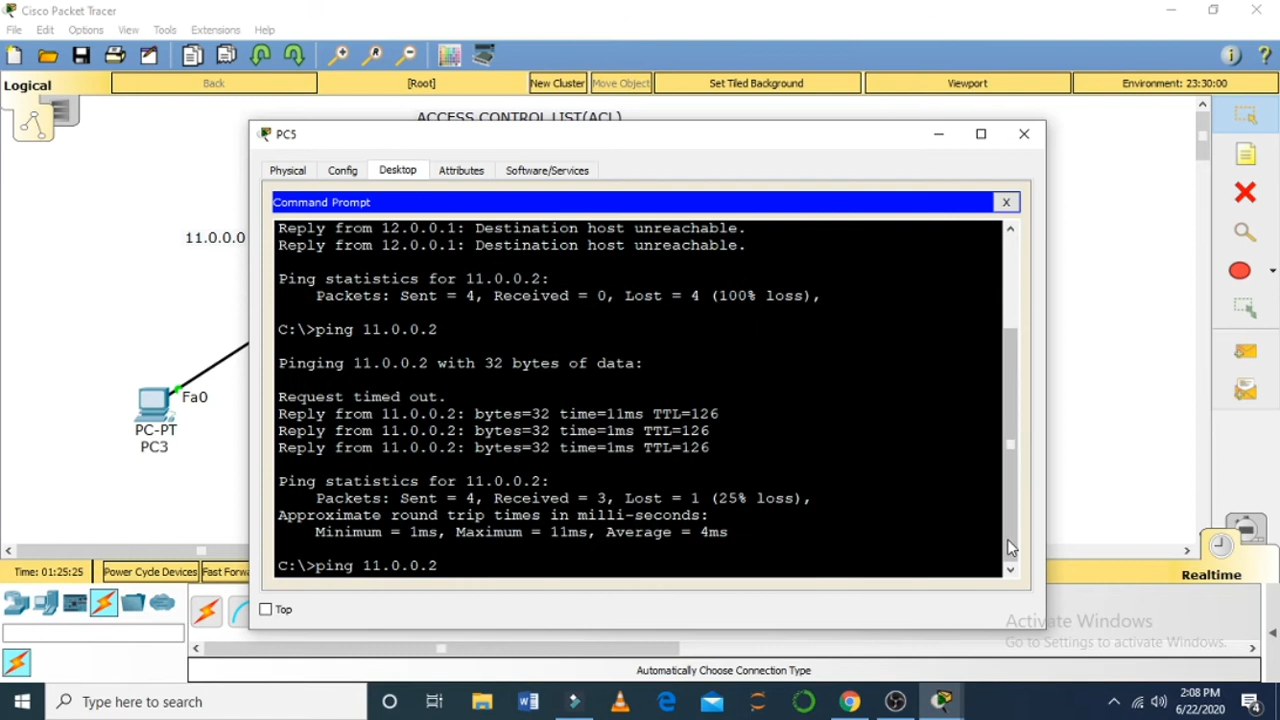 Cisco Packet Tracer
File Edit Options View Tools Extensions Help
Logical Back [Root] New Cluster Move Object Set Tiled Background Viewport Environment: 23:30:00
ACCESS CONTROL LIST(ACL)
PC5
Physical Config Desktop Attributes Software/Services
Command Prompt X
Reply from 12.0.0.1: Destination host unreachable.
Reply from 12.0.0.1: Destination host unreachable.
11.0.0.0
Ping statistics for 11.0.0.2:
Packets: Sent = 4, Received = 0, Lost = 4 (100% loss),
C:\>ping 11.0.0.2
Pinging 11.0.0.2 with 32 bytes of data:
Request timed out.
Fa0
Reply from 11.0.0.2: bytes=32 time=11ms TTL=126
Reply from 11.0.0.2: bytes=32 time=1ms TTL=126
Reply from 11.0.0.2: bytes=32 time=1ms TTL=126
PC-PT
PC3
Ping statistics for 11.0.0.2:
Packets: Sent = 4, Received = 3, Lost = 1 (25% loss),
Approximate round trip times in milli-seconds:
Minimum = 1ms, Maximum = 11ms, Average = 4ms
C:\>ping 11.0.0.2
Time: 01:25:25 Power Cycle Devices Fast Forw
Realtime
Top
Activate Windows
Go to Settings to activate Windows.
Automatically Choose Connection Type
Type here to search
2:08 PM
6/22/2020
4